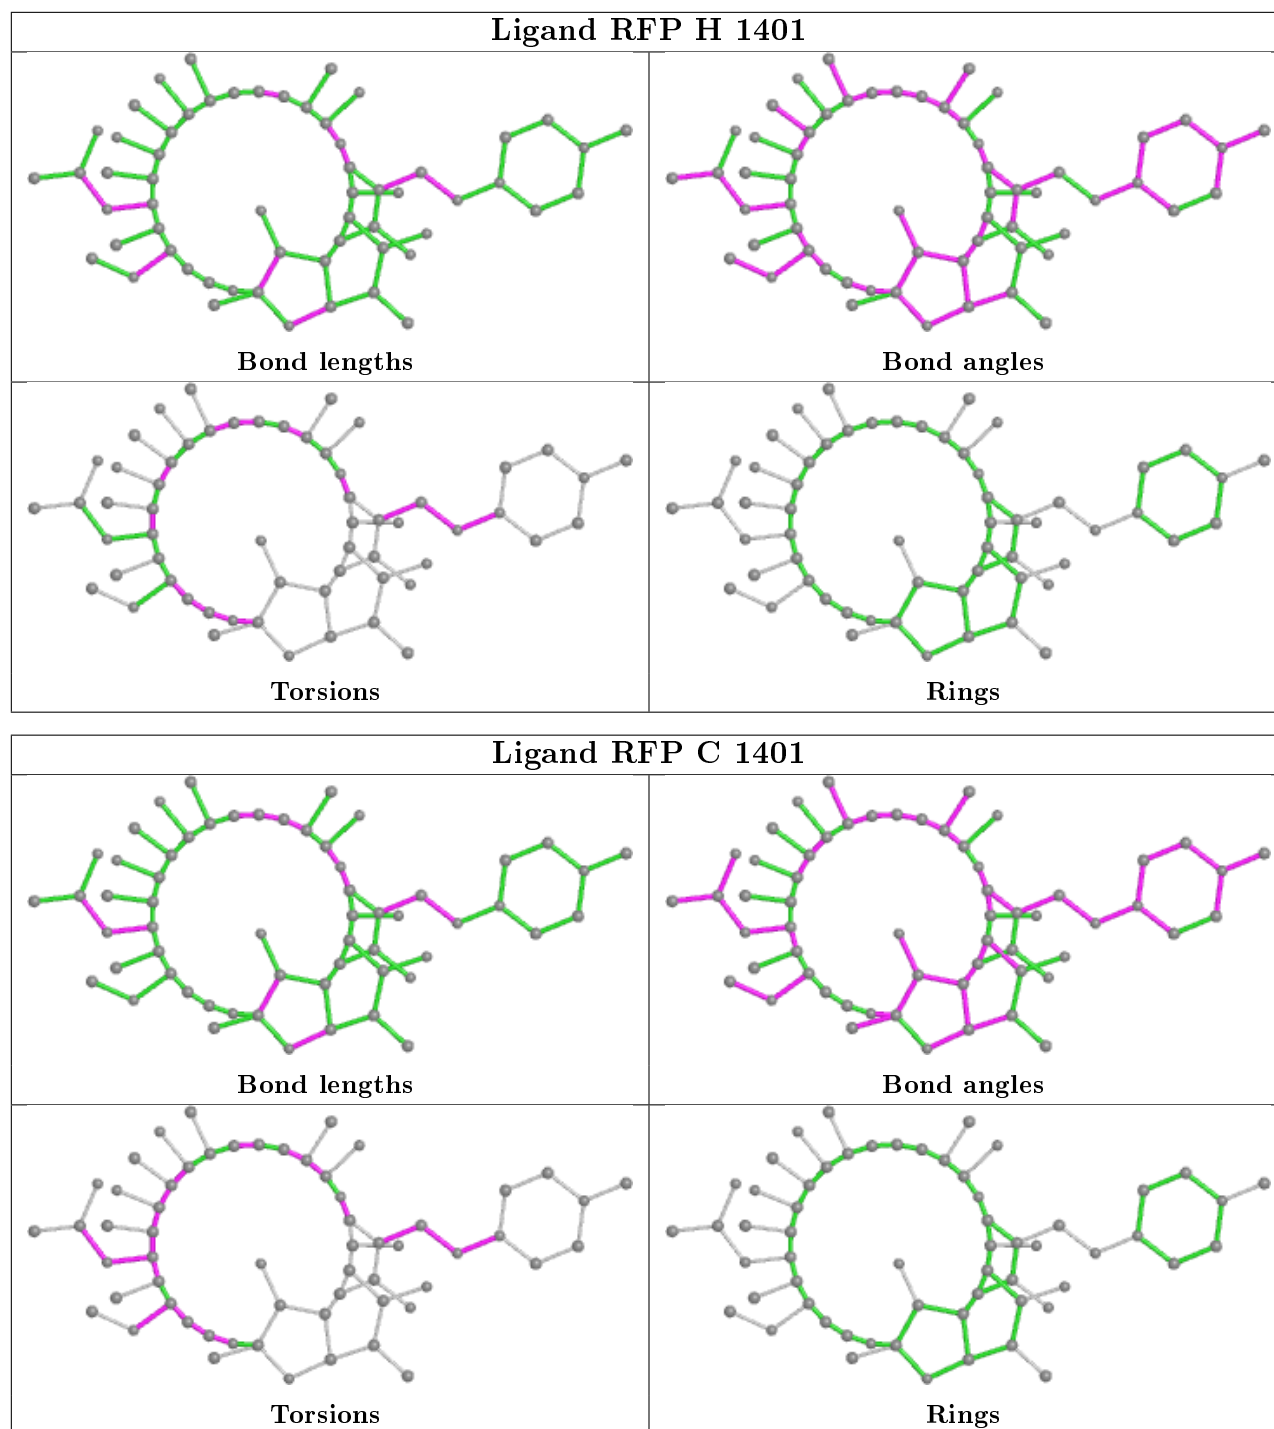 Ligand RFP H 1401
Bond lengths
Bond angles
Torsions
Rings
Ligand RFP C 1401
Bond lengths
Bond angles
Torsions
Rings